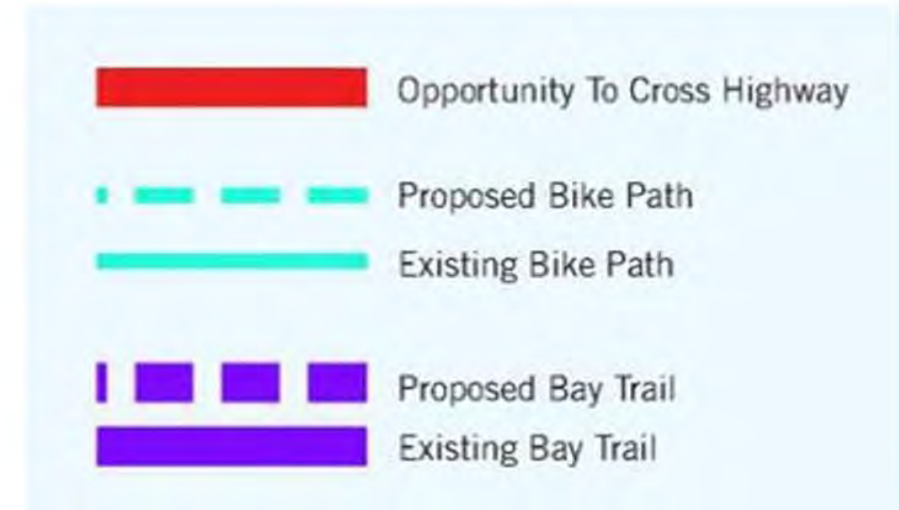 Opportunity To Cross Highway
Proposed Bike Path
Existing Bike Path
Proposed Bay Trail
Existing Bay Trail